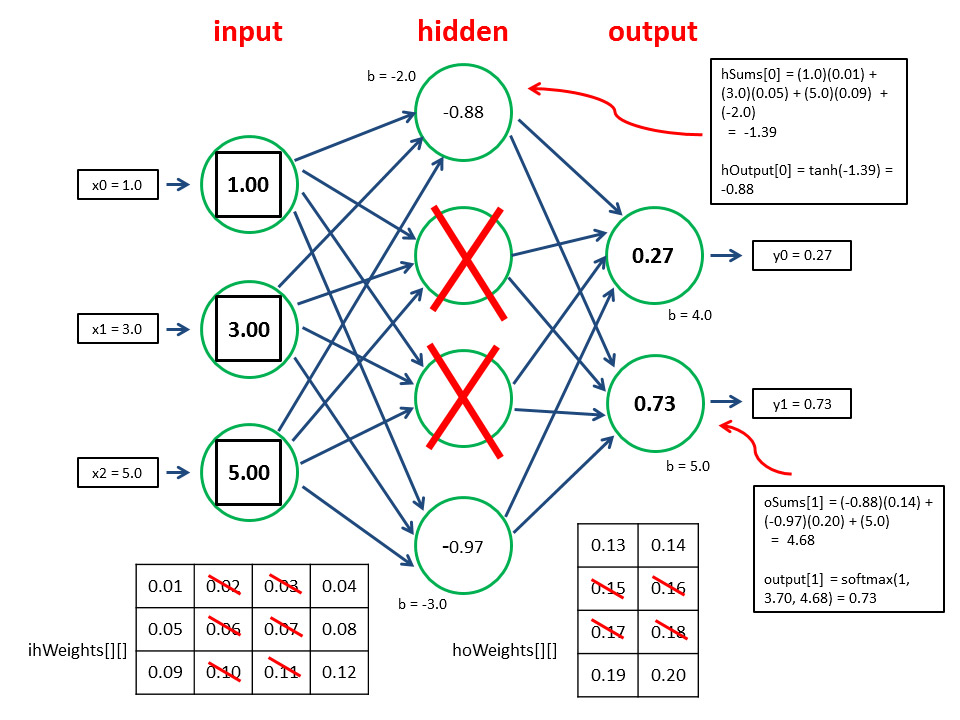 input hidden output
b = -2.0
-0.88
hSums[0] = (1.0)(0.01) +
(3.0)(0.05) + (5.0)(0.09) +
(-2.0)
= -1.39
hOutput[0] = tanh(-1.39) =
-0.88
x0 = 1.0
1.00
0.27
y0 = 0.27
b = 4.0
x1 = 3.0
3.00
0.73
y1 = 0.73
b = 5.0
x2 = 5.0
5.00
oSums[1] = (-0.88)(0.14) +
(-0.97)(0.20) + (5.0)
= 4.68
output[1] = softmax(1,
3.70, 4.68) = 0.73
-0.97
b = -3.0
ihWeights[][]
0.01 0.02 0.03 0.04
0.05 0.06 0.07 0.08
0.09 0.10 0.11 0.12
hoWeights[][]
0.13 0.14
0.15 0.16
0.17 0.18
0.19 0.20